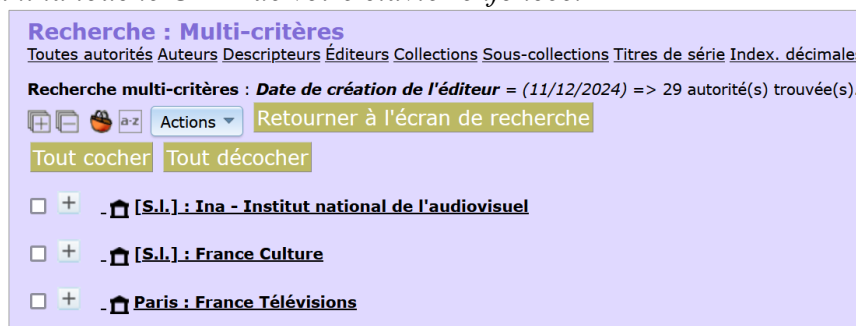 Recherche : Multi-critères
Toutes autorités Auteurs Descripteurs Éditeurs Collections Sous-collections Titres de série Index. décimales
Recherche multi-critères : Date de création de l'éditeur = (11/12/2024) => 29 autorité(s) trouvée(s).
a-z Actions Retourner à l'écran de recherche
Tout cocher Tout décocher
[S.l.] : Ina - Institut national de l'audiovisuel
[S.l.] : France Culture
Paris : France Télévisions